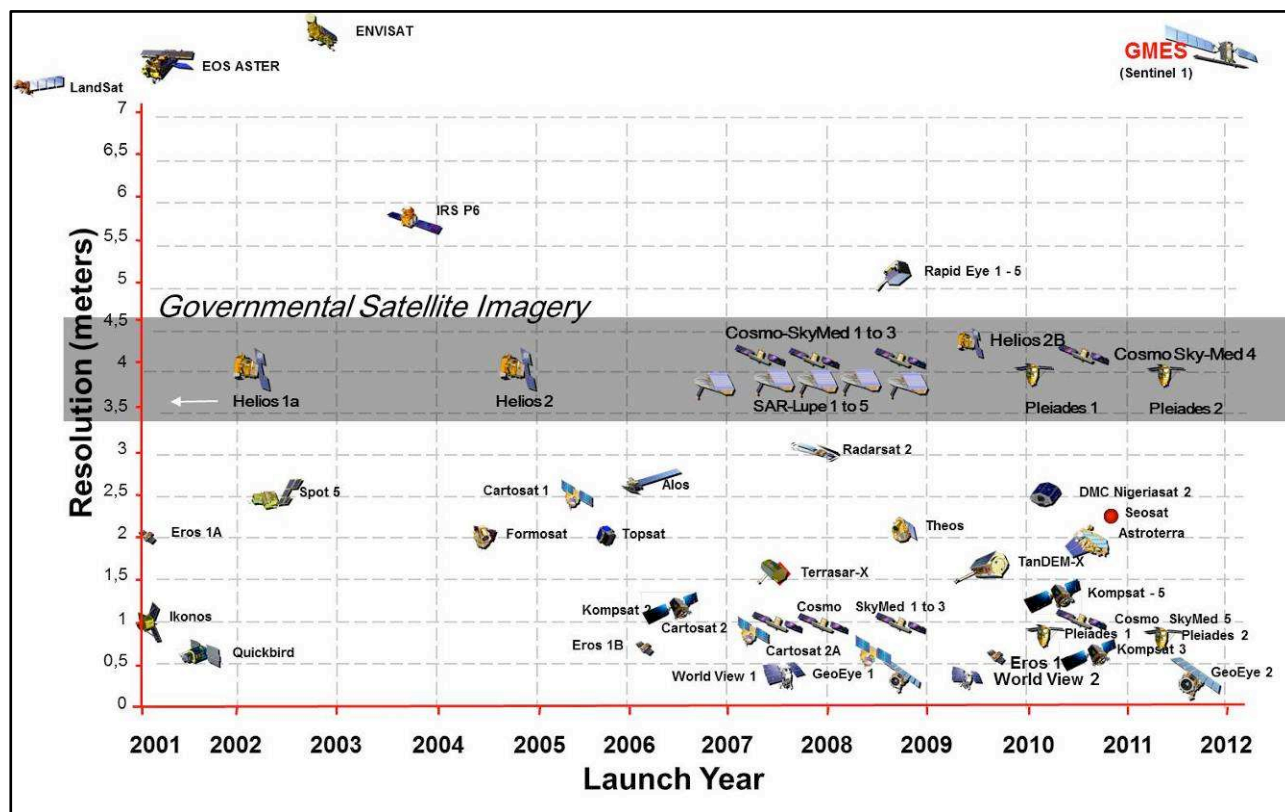 ENVISAT
GMES
(Sentinel 1)
EOS ASTER
LandSat
7
6,5
6
IRS P6
5,5
Rapid Eye 1 - 5
5
Governmental Satellite Imagery
4,5
Cosmo-SkyMed 1 to 3
Helios 2B
4
Cosmo Sky-Med 4
Helios 1a
Helios 2
SAR-Lupe 1 to 5
Pleiades 1
Pleiades 2
3,5
Radarsat 2
3
Spot 5
Cartosat 1
Alos
DMC Nigeriasat 2
2,5
Seosat
Eros 1A
Formosat
Topsat
Theos
Astroterra
2
TanDEM-X
Terrasar-X
1,5
Kompsat - 5
Kompsat 2
Cosmo
SkyMed 1 to 3
Ikonos
Cosmo SkyMed 5
1
Cartosat 2
Pleiades 1
Pleiades 2
Eros 1B
Cartosat 2A
Quickbird
Kompsat 3
Eros 1
0,5
World View 1
GeoEye 1
World View 2
GeoEye 2
0
Resolution (meters)
2001 2002 2003 2004 2005 2006 2007 2008 2009 2010 2011 2012
Launch Year